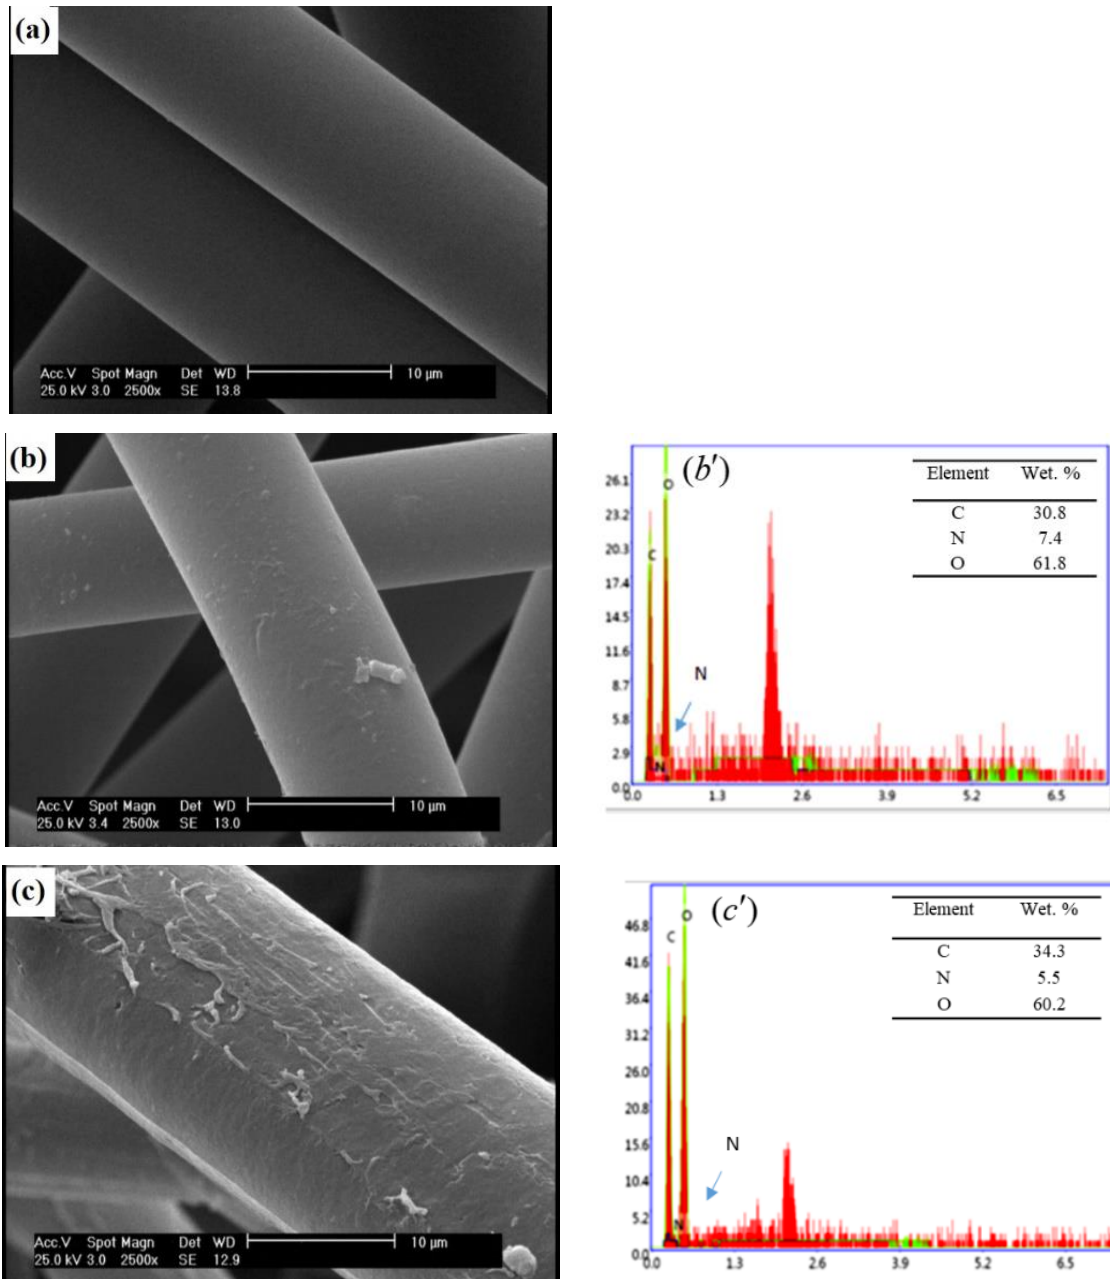 (a)
Acc.V Spot Magn Det WD 10 µm
25.0 kV 3.0 2500x SE 13.8
(b)
Acc.V Spot Magn Det WD 10 µm
25.0 kV 3.4 2500x SE 13.0
(b′)
Element Wet. %
C 30.8
N 7.4
O 61.8
26.1
23.2
20.3
17.4
14.5
11.6
8.7
5.8
2.9
0.0
O
C
N
N
0.0 1.3 2.6 3.9 5.2 6.5
(c)
Acc.V Spot Magn Det WD 10 µm
25.0 kV 3.0 2500x SE 12.9
(c′)
Element Wet. %
C 34.3
N 5.5
O 60.2
46.8
41.6
36.4
31.2
26.0
20.8
15.6
10.4
5.2
0.0
O
C
N
N
0.0 1.3 2.6 3.9 5.2 6.5